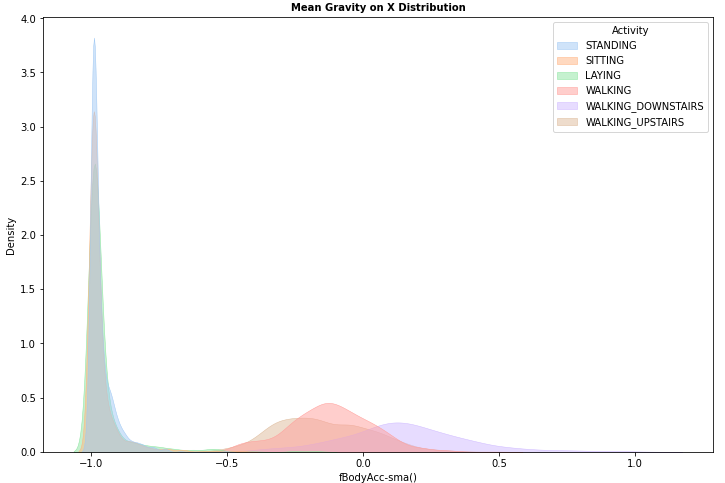 Mean Gravity on X Distribution
4.0
3.5
3.0
2.5
2.0
1.5
1.0
0.5
0.0
Density
Activity
STANDING
SITTING
LAYING
WALKING
WALKING_DOWNSTAIRS
WALKING_UPSTAIRS
−1.0 −0.5 0.0 0.5 1.0
fBodyAcc-sma()